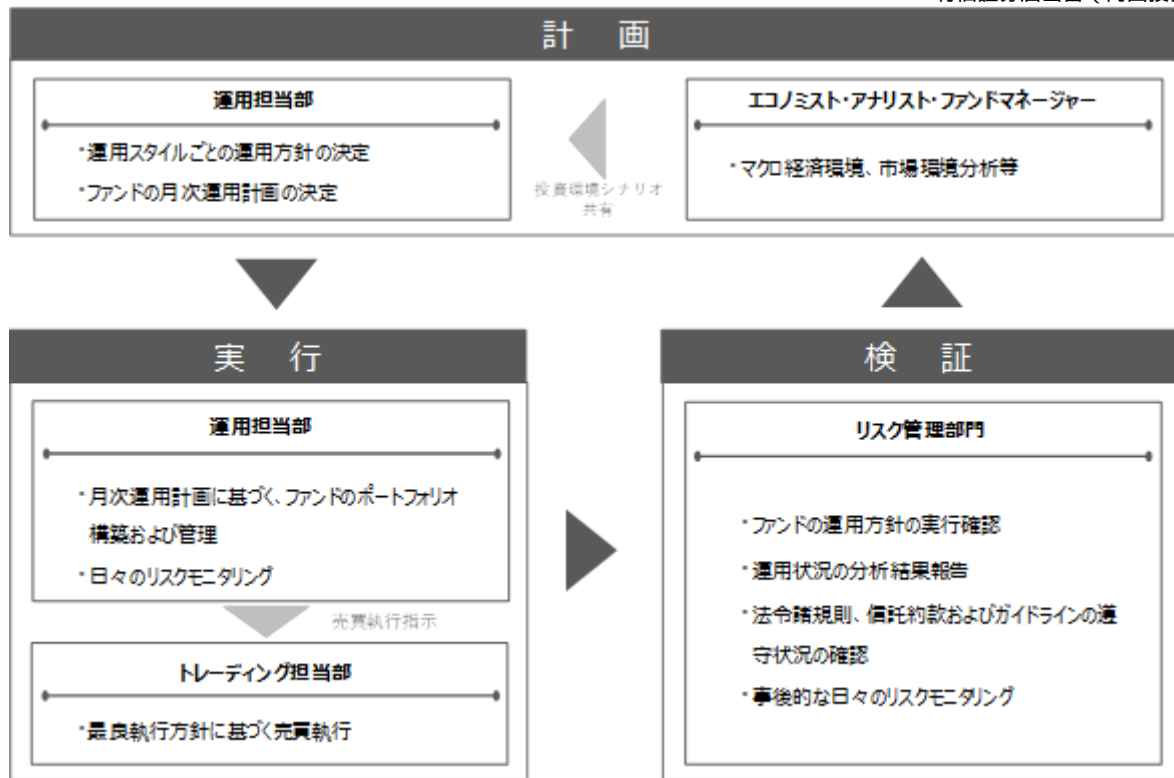 計 画
運用担当部
・運用スタイルごとの運用方針の決定
・ファンドの月次運用計画の決定
投資環境シナリオ
共有
エコノミスト・アナリスト・ファンドマネージャー
・マクロ経済環境、市場環境分析等
実 行
運用担当部
・月次運用計画に基づく、ファンドのポートフォリオ
構築および管理
・日々のリスクモニタリング
売買執行指示
トレーディング担当部
・最良執行方針に基づく売買執行
検 証
リスク管理部門
・ファンドの運用方針の実行確認
・運用状況の分析結果報告
・法令諸規則、信託約款およびガイドラインの遵
守状況の確認
・事後的な日々のリスクモニタリング